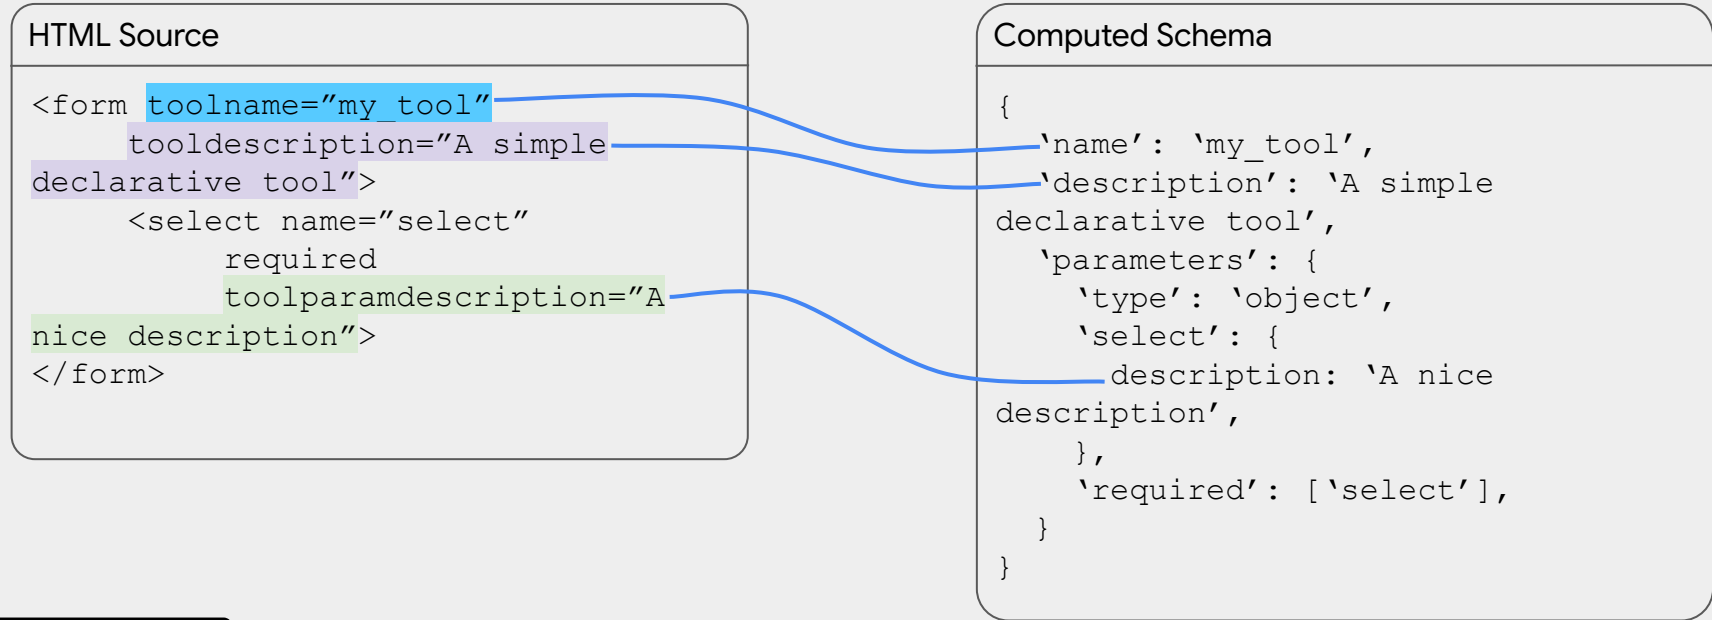 HTML Source
<form toolname=”my_tool”
tooldescription=”A simple
declarative tool”>
<select name=”select”
required
toolparamdescription=”A
nice description”>
</form>
Computed Schema
{
‘name’: ‘my_tool’,
‘description’: ‘A simple
declarative tool’,
‘parameters’: {
‘type’: ‘object’,
‘select’: {
description: ‘A nice
description’,
},
‘required’: [‘select’],
}
}